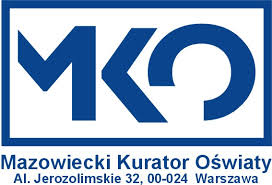 MKO
Mazowiecki Kurator Oświaty
Al. Jerozolimskie 32, 00-024 Warszawa